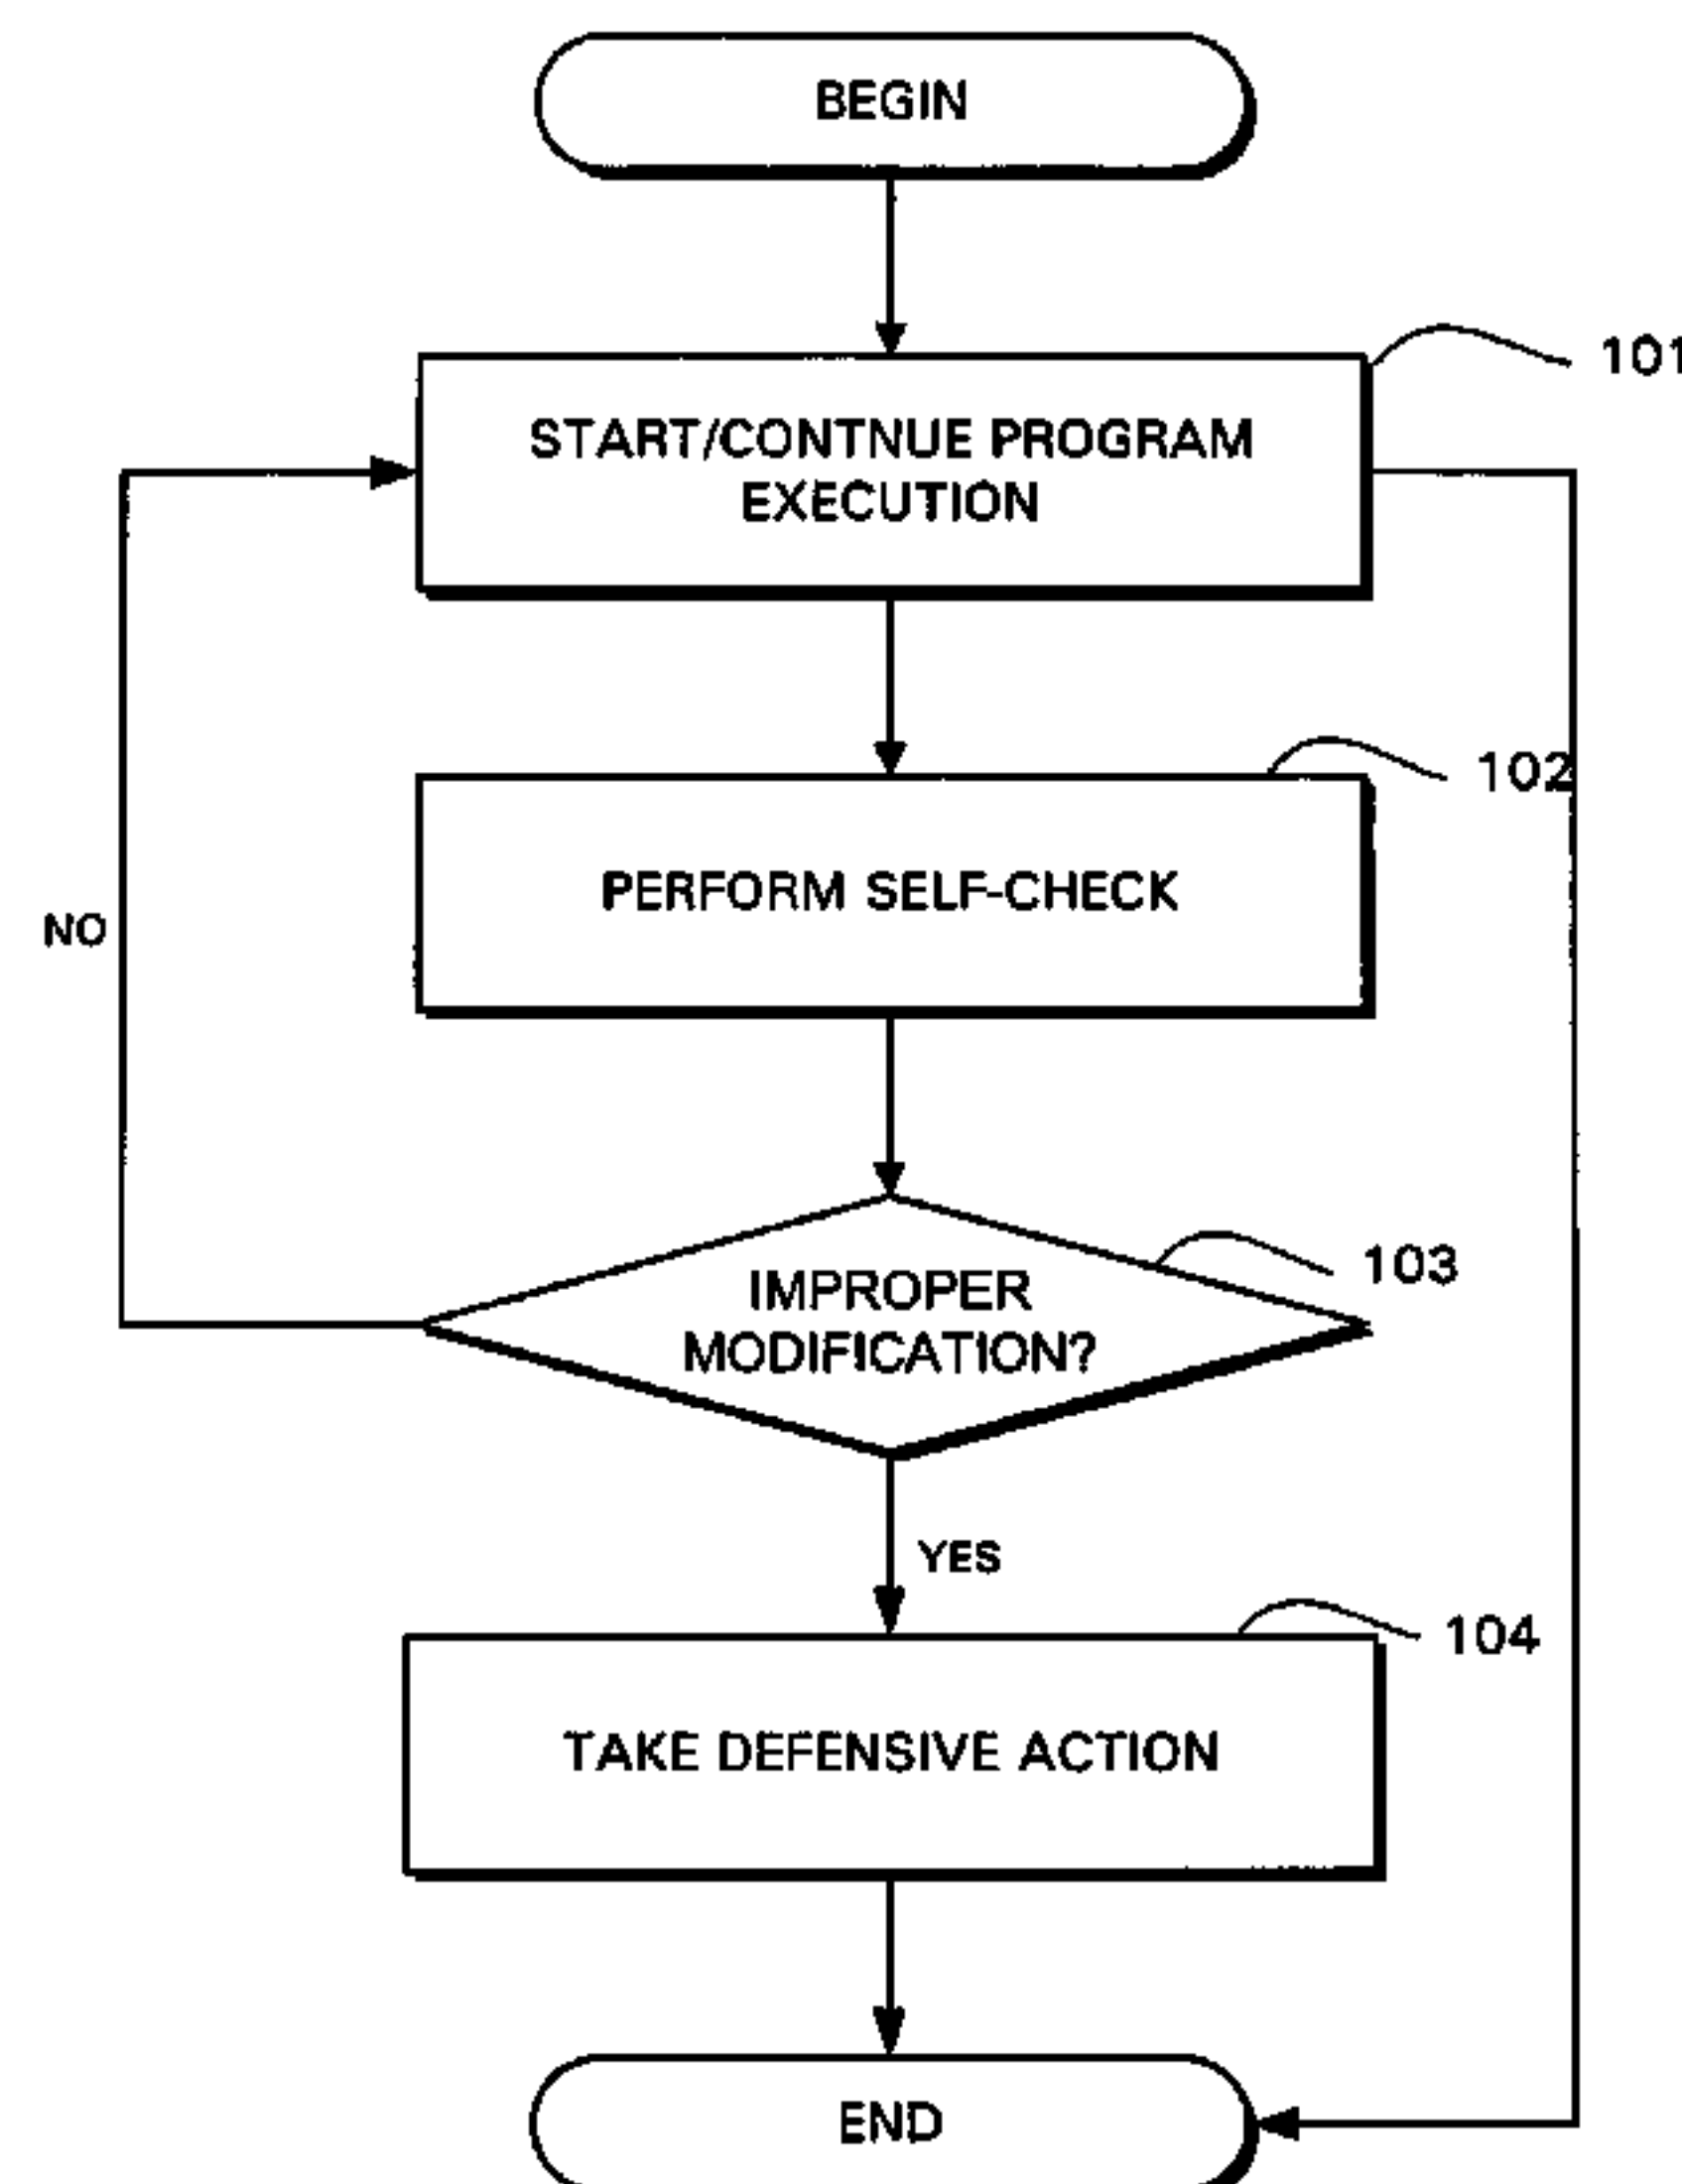 BEGIN
101
START/CONTNUE PROGRAM
EXECUTION
102
PERFORM SELF-CHECK
NO
103
IMPROPER
MODIFICATION?
YES
104
TAKE DEFENSIVE ACTION
END